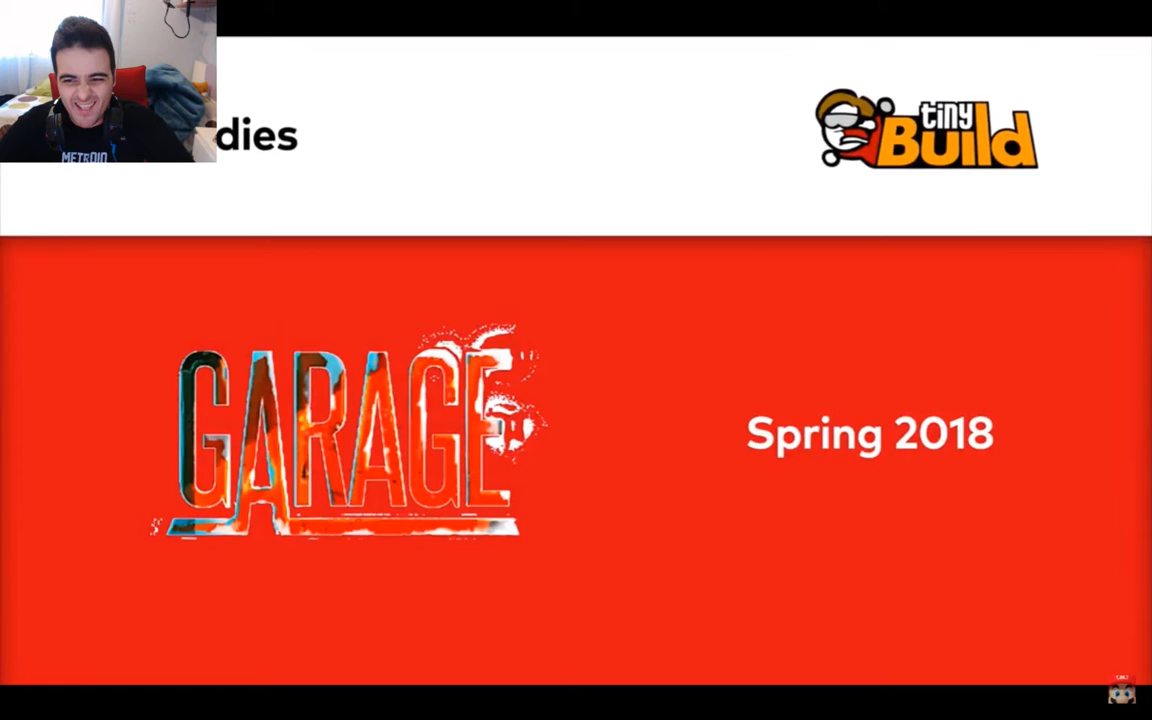 dies
tiny
Build
METROID
GARAGE
Spring 2018